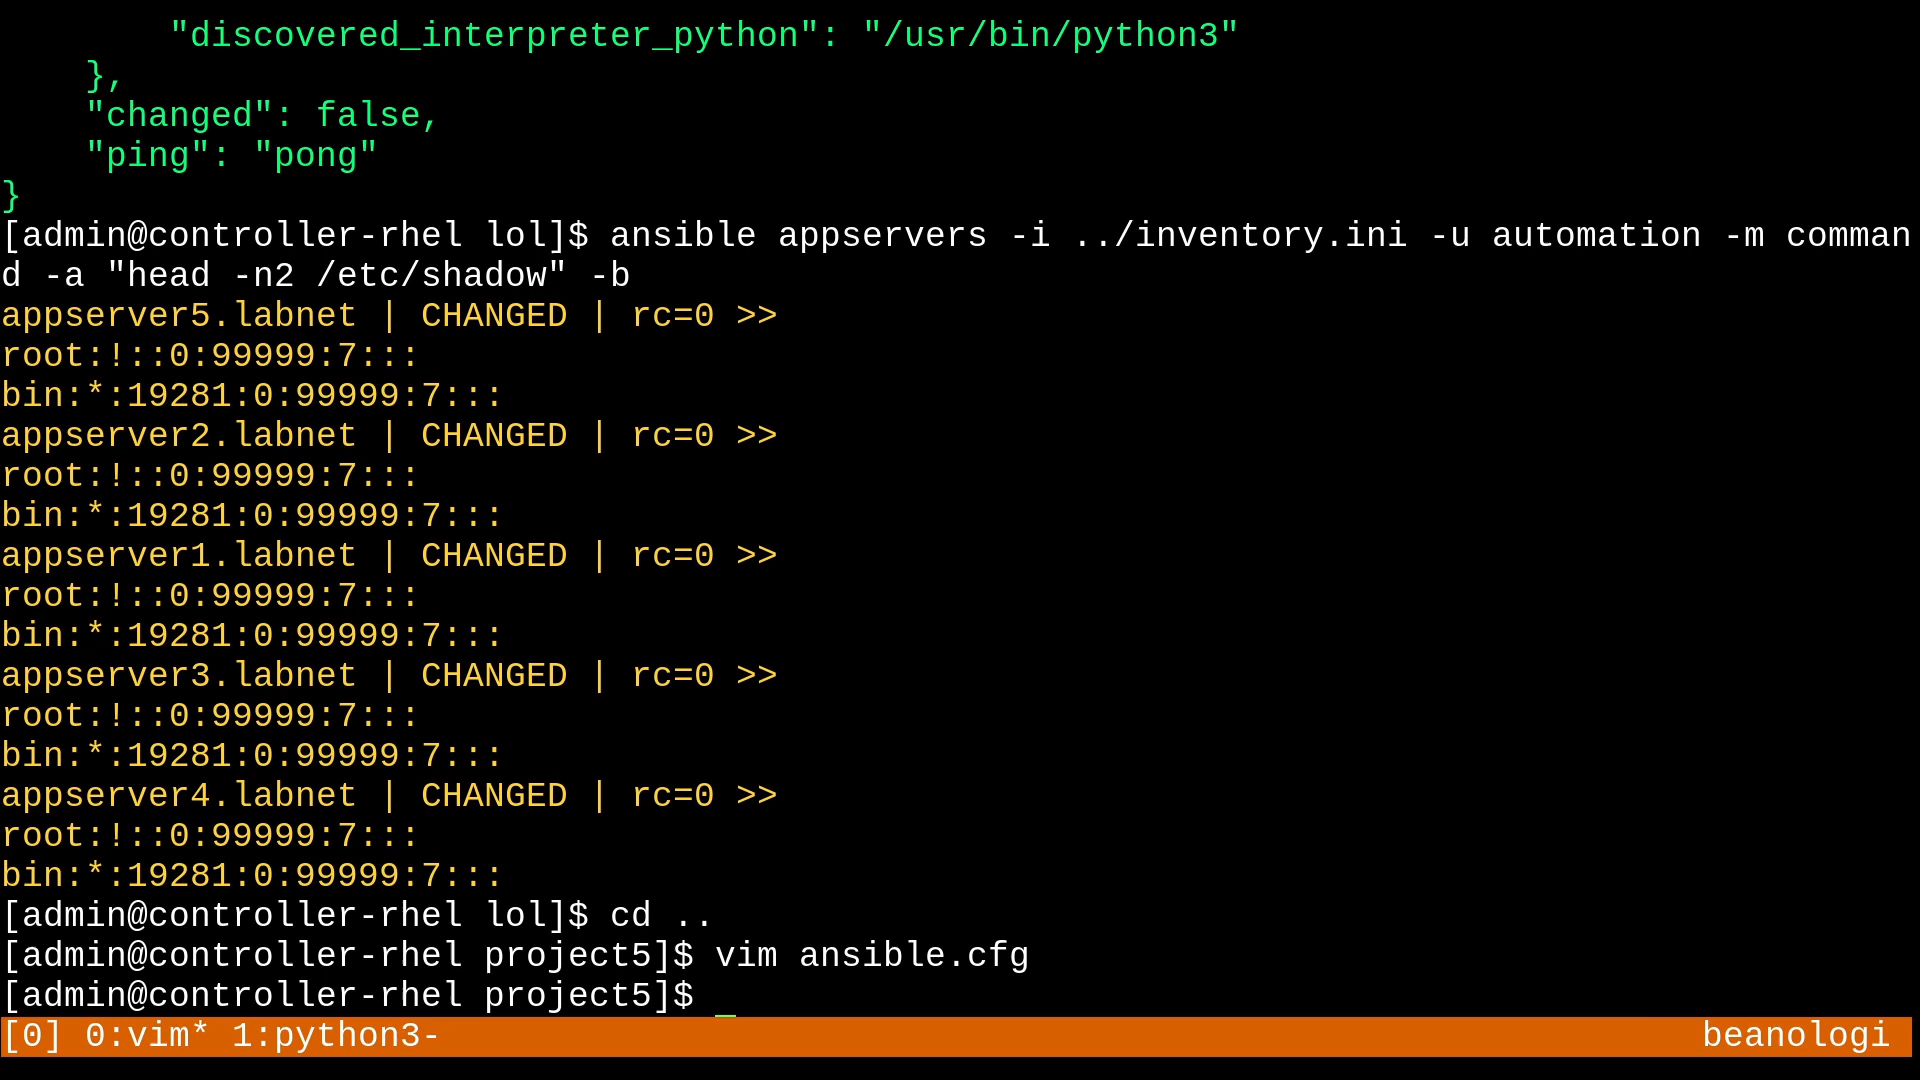 "discovered_interpreter_python": "/usr/bin/python3"
},
"changed": false,
"ping": "pong"
}
[admin@controller-rhel lol]$ ansible appservers -i ../inventory.ini -u automation -m comman
d -a "head -n2 /etc/shadow" -b
appserver5.labnet | CHANGED | rc=0 >>
root:!::0:99999:7:::
bin:*:19281:0:99999:7:::
appserver2.labnet | CHANGED | rc=0 >>
root:!::0:99999:7:::
bin:*:19281:0:99999:7:::
appserver1.labnet | CHANGED | rc=0 >>
root:!::0:99999:7:::
bin:*:19281:0:99999:7:::
appserver3.labnet | CHANGED | rc=0 >>
root:!::0:99999:7:::
bin:*:19281:0:99999:7:::
appserver4.labnet | CHANGED | rc=0 >>
root:!::0:99999:7:::
bin:*:19281:0:99999:7:::
[admin@controller-rhel lol]$ cd ..
[admin@controller-rhel project5]$ vim ansible.cfg
[admin@controller-rhel project5]$
[0] 0:vim* 1:python3- beanologi